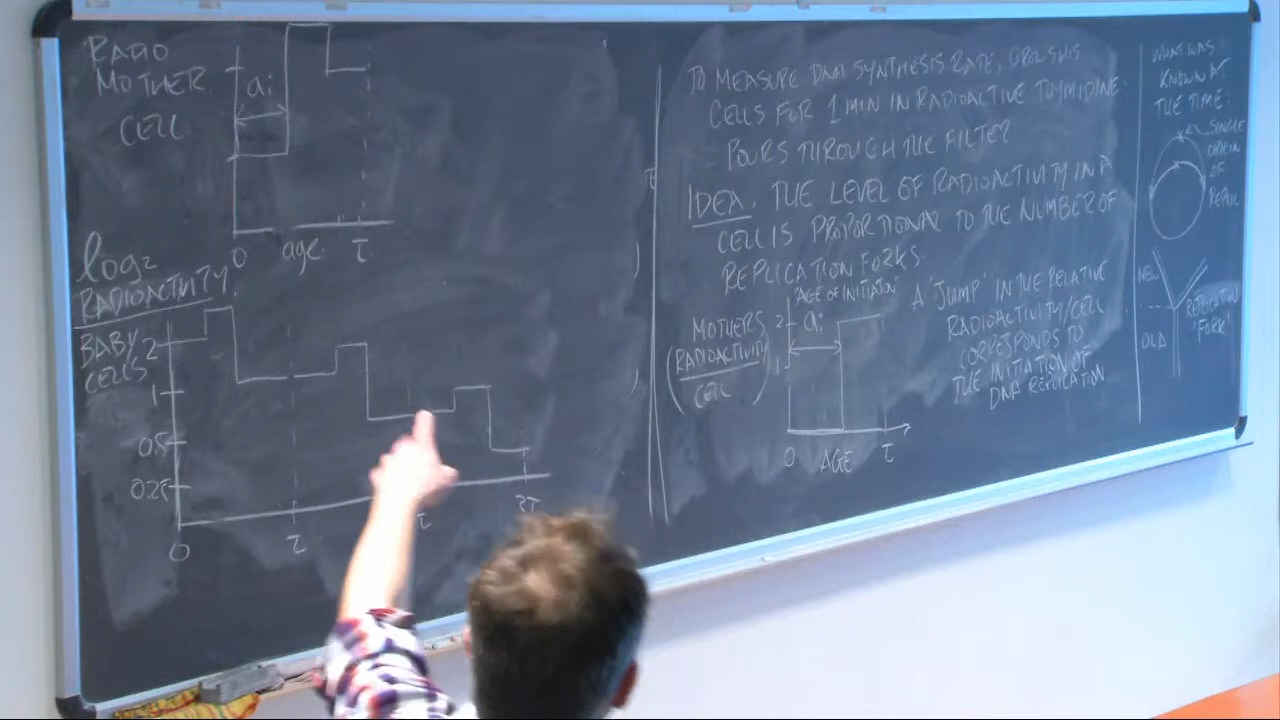 RADIO
MOTHER
CELL
ai
0 age τ
log₂
RADIOACTIVITY
BABY
CELLS
2
1
0.5
0.25
0 τ 2τ 3τ
TO MEASURE DNA SYNTHESIS RATE, GROW THIS
CELLS FOR 1 MIN IN RADIOACTIVE THYMIDINE.
POURS THROUGH THE FILTER
IDEA. THE LEVEL OF RADIOACTIVITY IN A
CELL IS PROPORTIONAL TO THE NUMBER OF
REPLICATION FORKS.
"AGE OF INITIATION"
MOTHERS
(RADIOACTIVITY
CELL)
2
1
ai
0 AGE τ
A 'JUMP' IN THE RELATIVE
RADIOACTIVITY/CELL
CORRESPONDS TO
THE INITIATION OF
DNA REPLICATION
WHAT WAS
KNOWN AT
THE TIME.
SINGLE
ORIGIN
OF
REPLIC
NEW
OLD
REPLICATION
'FORK'